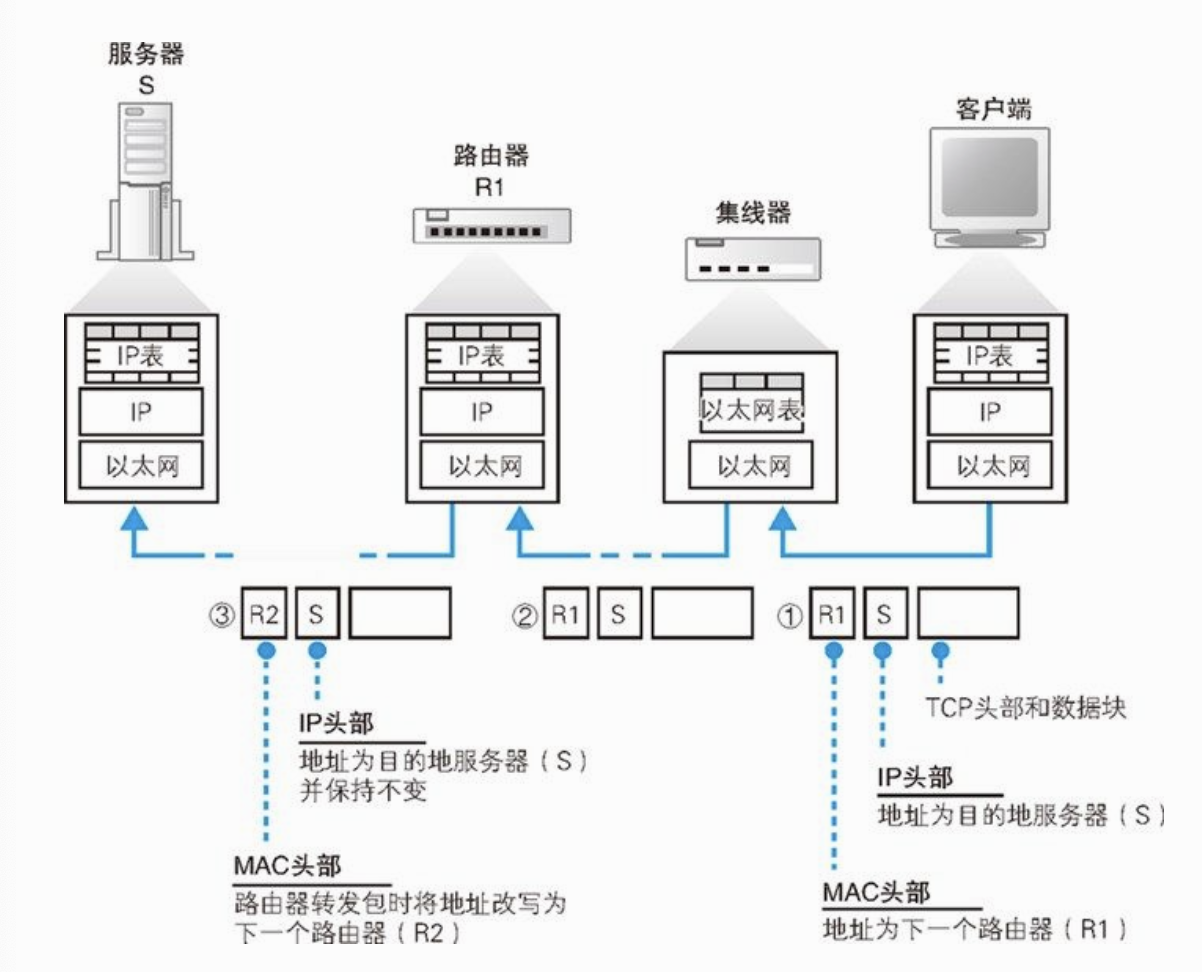 服务器
S
路由器
R1
集线器
客户端
IP表
IP
以太网
IP表
IP
以太网
以太网表
以太网
IP表
IP
以太网
③ R2 S
② R1 S
① R1 S
IP头部
地址为目的地服务器（S）
并保持不变
MAC头部
路由器转发包时将地址改写为
下一个路由器（R2）
TCP头部和数据块
IP头部
地址为目的地服务器（S）
MAC头部
地址为下一个路由器（R1）